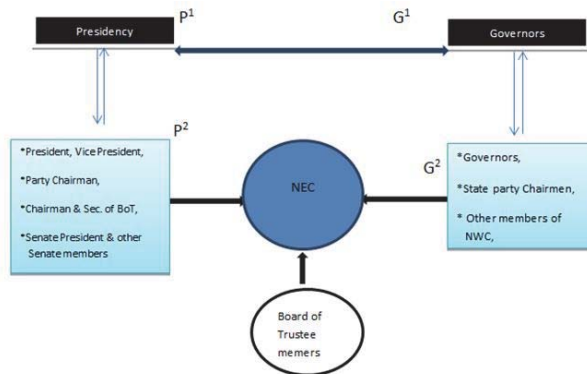 P1
G1
Presidency
Governors
P2
*President, Vice President,
*Party Chairman,
*Chairman & Sec. of BoT,
*Senate President & other
Senate members
NEC
G2
*Governors,
*State party Chairmen,
* Other members of
NWC,
Board of
Trustee
memers